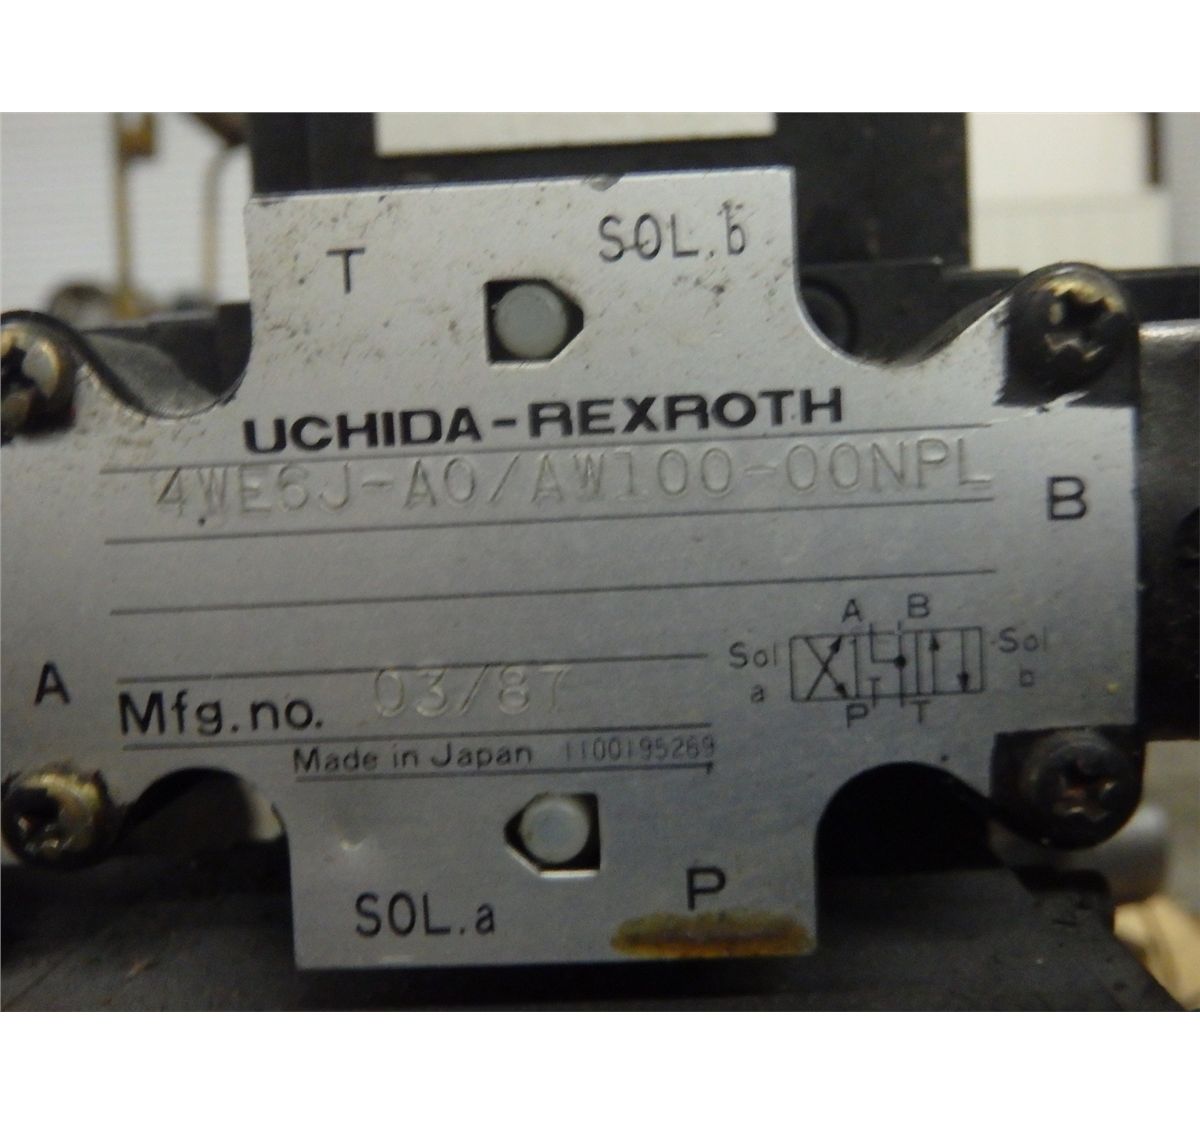 T
SOL.b
UCHIDA-REXROTH
4WE6J-A0/AW100-00NPL
B
A B
Sol a
Sol b
P T
A
Mfg.no. 03/87
Made in Japan 1100195269
SOL.a
P